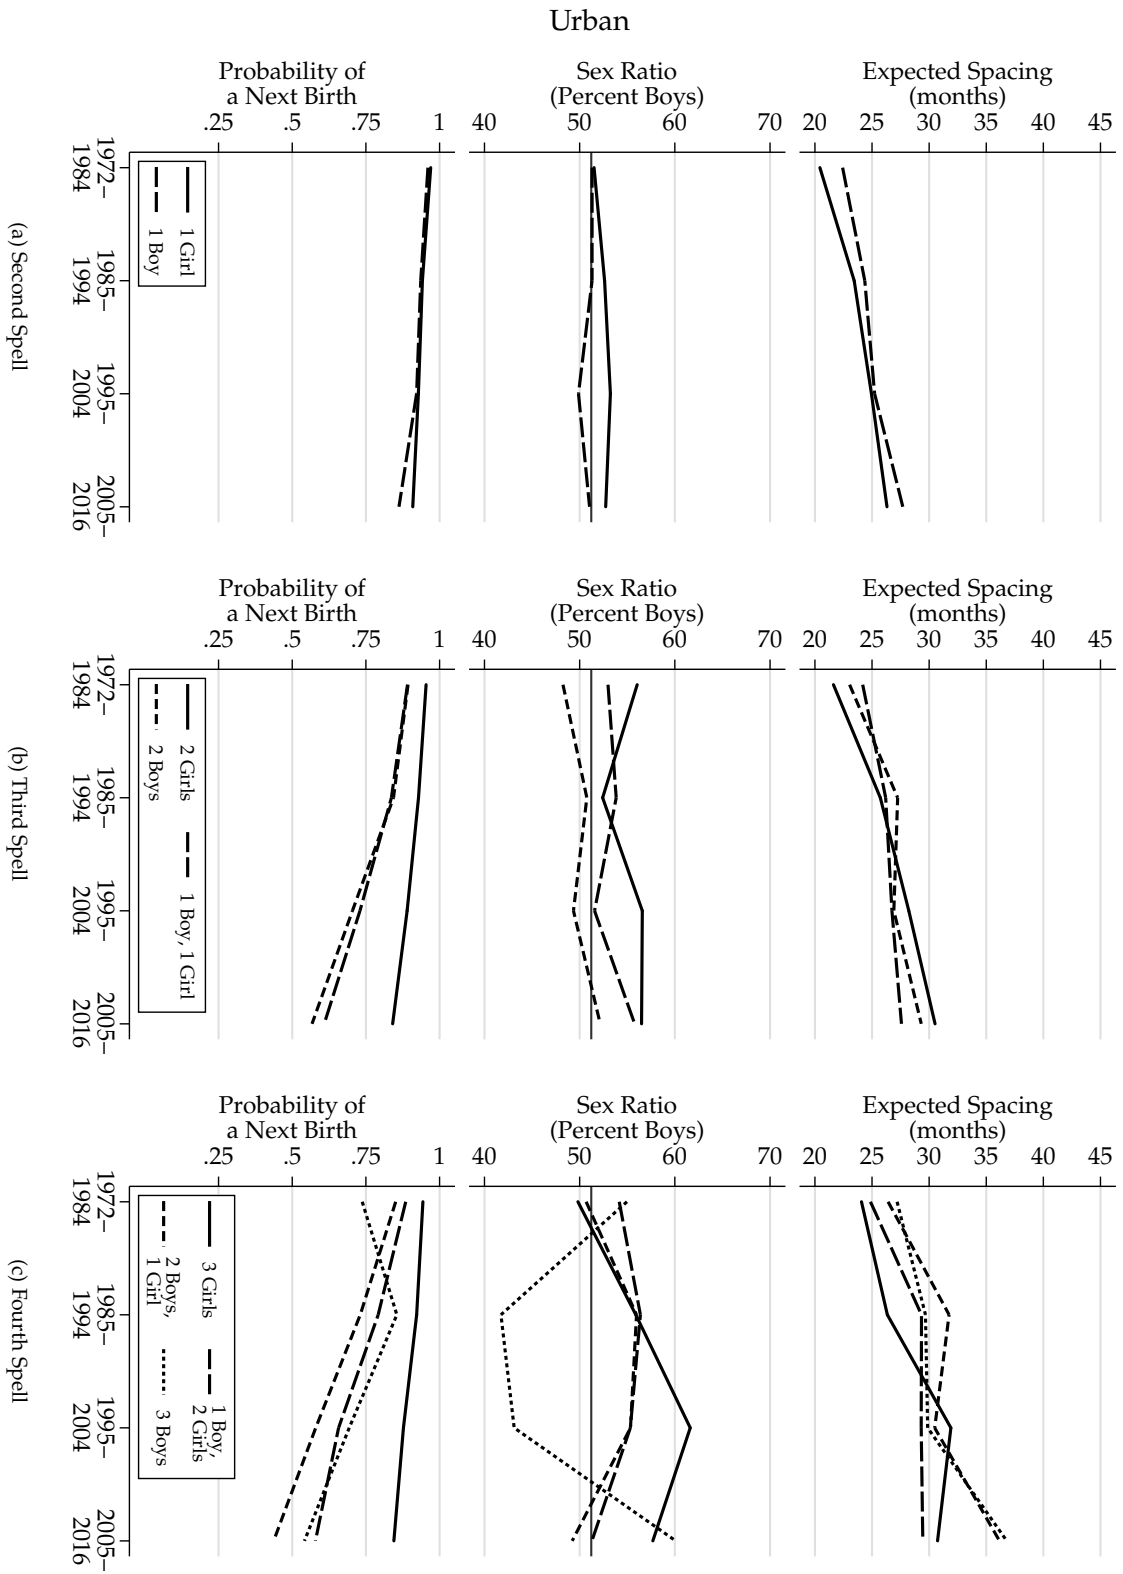 Urban
Probability of
a Next Birth
.25 .5 .75 1
Sex Ratio
(Percent Boys)
40 50 60 70
Expected Spacing
(months)
20 25 30 35 40 45
1972–
1984
1985–
1994
1995–
2004
2005–
2016
1 Girl
1 Boy
(a) Second Spell
Probability of
a Next Birth
.25 .5 .75 1
Sex Ratio
(Percent Boys)
40 50 60 70
Expected Spacing
(months)
20 25 30 35 40 45
1972–
1984
1985–
1994
1995–
2004
2005–
2016
2 Girls
1 Boy, 1 Girl
2 Boys
(b) Third Spell
Probability of
a Next Birth
.25 .5 .75 1
Sex Ratio
(Percent Boys)
40 50 60 70
Expected Spacing
(months)
20 25 30 35 40 45
1972–
1984
1985–
1994
1995–
2004
2005–
2016
3 Girls
1 Boy,
2 Girls
2 Boys,
1 Girl
3 Boys
(c) Fourth Spell